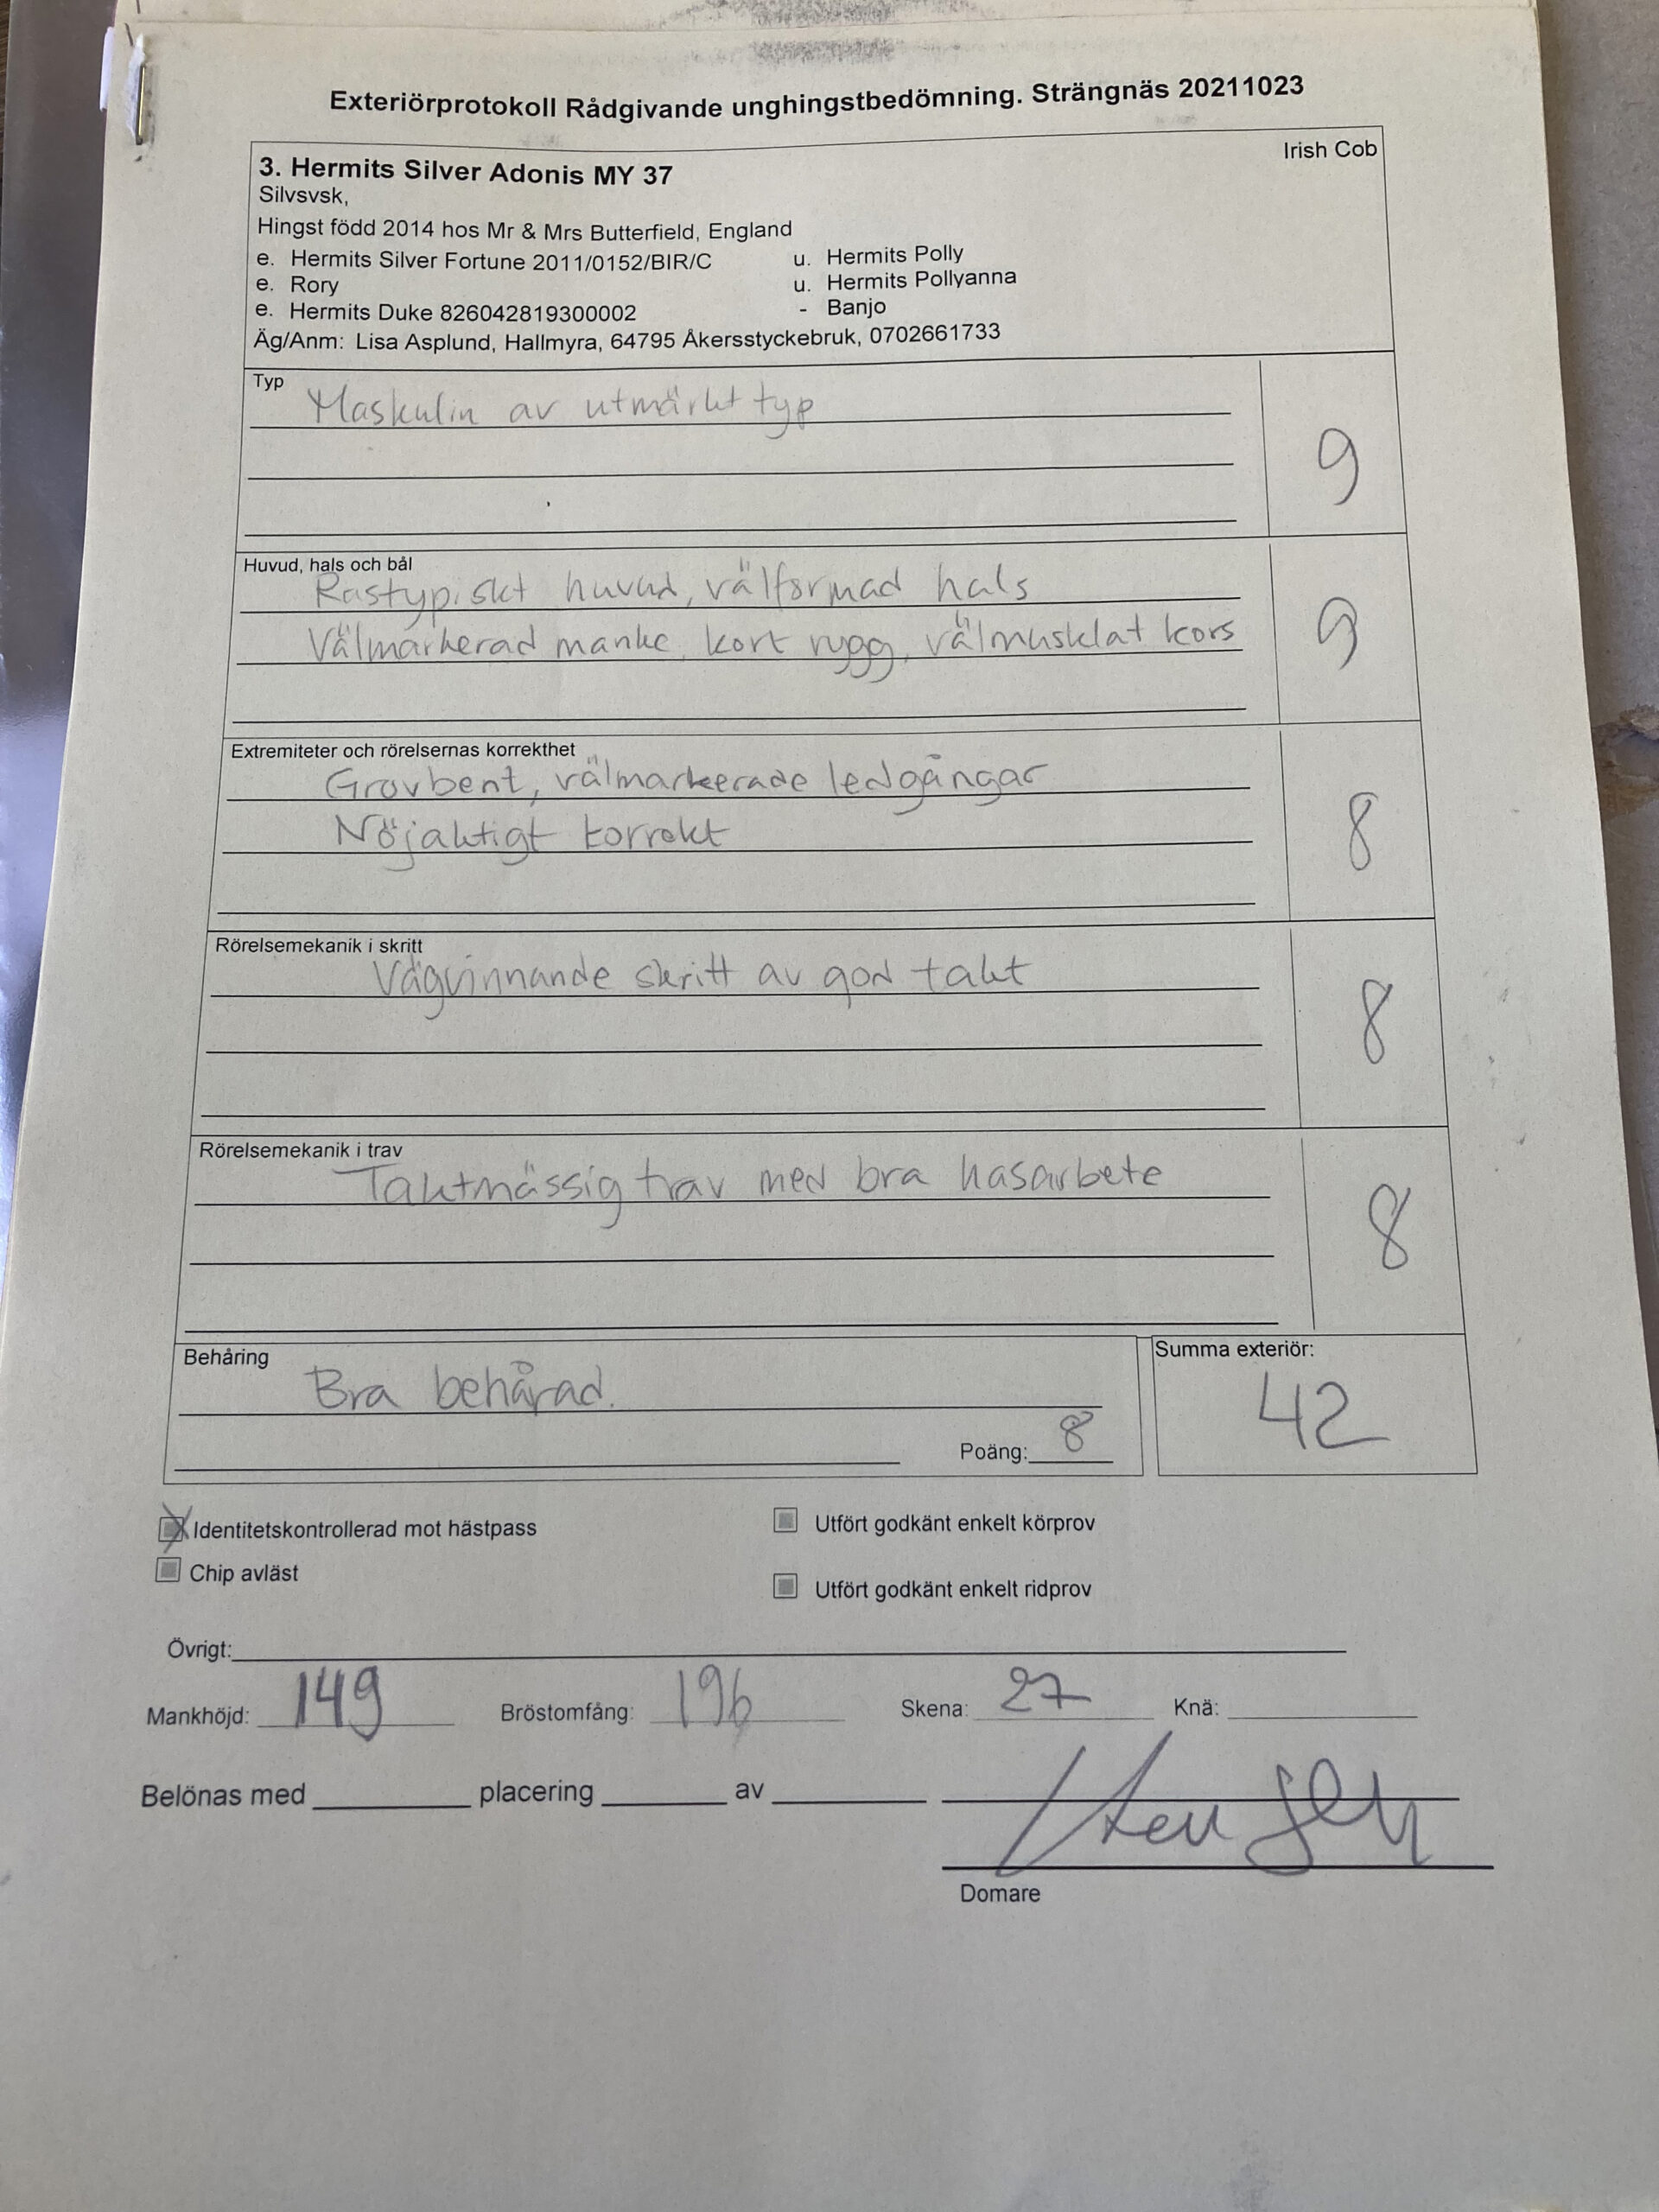 Exteriörprotokoll Rådgivande unghingstbedömning. Strängnäs 20211023
Irish Cob
3. Hermits Silver Adonis MY 37
Silvsvsk,
Hingst född 2014 hos Mr & Mrs Butterfield, England
e. Hermits Silver Fortune 2011/0152/BIR/C u. Hermits Polly
e. Rory u. Hermits Pollyanna
e. Hermits Duke 826042819300002 - Banjo
Äg/Anm: Lisa Asplund, Hallmyra, 64795 Åkersstyckebruk, 0702661733
Typ
Maskulin av utmärkt typ
9
Huvud, hals och bål
Rastypiskt huvud, välformad hals
Välmarkerad manke, kort rygg, välmusklat kors
9
Extremiteter och rörelsernas korrekthet
Grovbent, välmarkerade ledgångar
Nöjaktigt korrekt
8
Rörelsemekanik i skritt
Vägvinnande skritt av god takt
8
Rörelsemekanik i trav
Taktmässig trav med bra hasarbete
8
Behåring
Bra behårad.
Poäng: 8
Summa exteriör:
42
Identitetskontrollerad mot hästpass
Utfört godkänt enkelt körprov
Chip avläst
Utfört godkänt enkelt ridprov
Övrigt:
Mankhöjd: 149 Bröstomfång: 196 Skena: 27 Knä:
Belönas med placering av
Domare